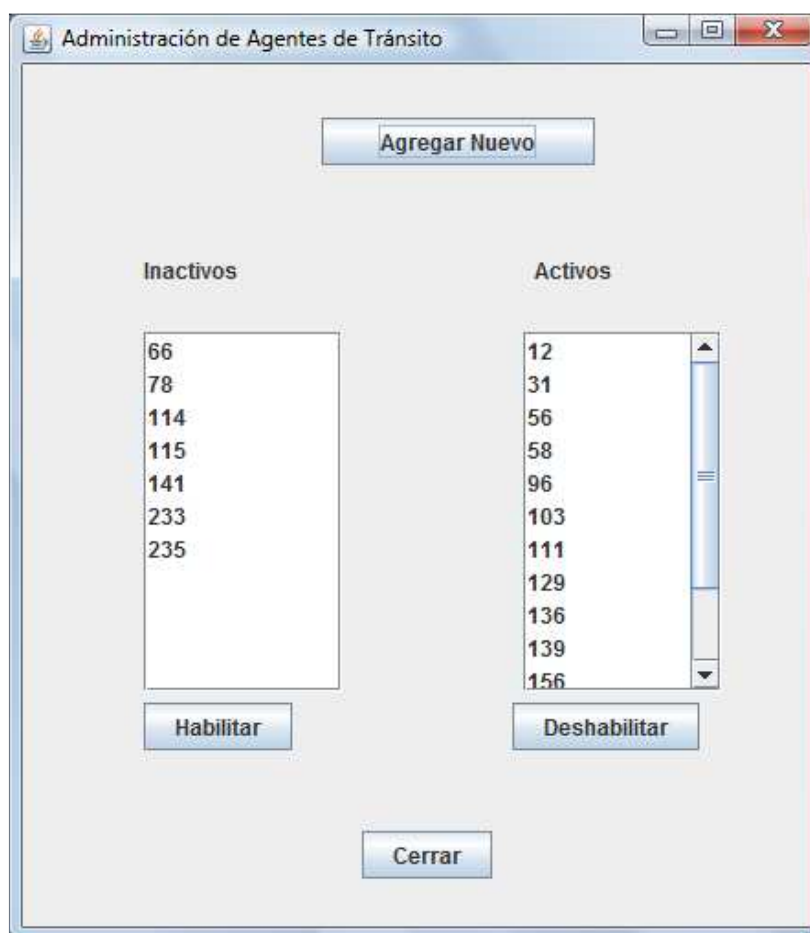 Administración de Agentes de Tránsito
Agregar Nuevo
Inactivos
Activos
66
78
114
115
141
233
235
12
31
56
58
96
103
111
129
136
139
156
Habilitar
Deshabilitar
Cerrar